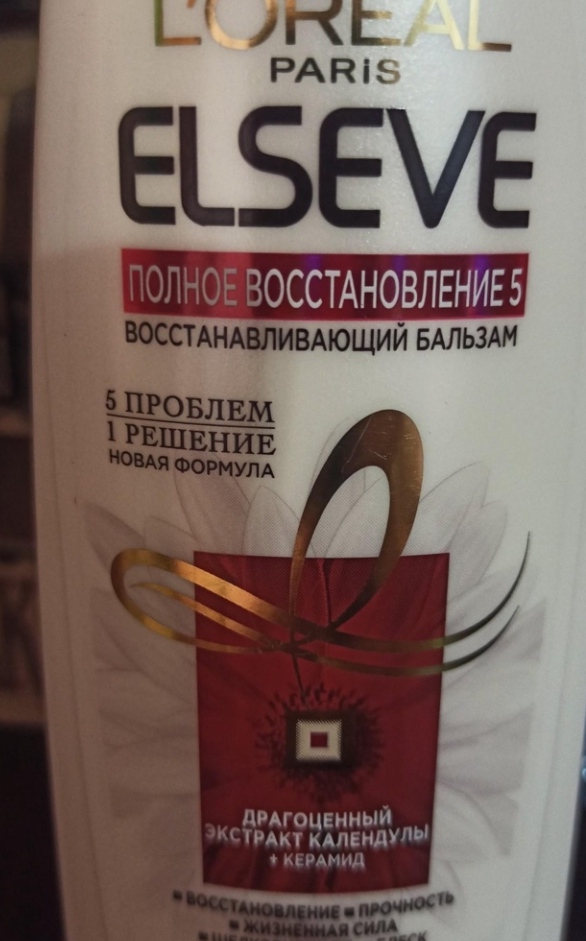 L'ORÉAL
PARIS
ELSEVE
ПОЛНОЕ ВОССТАНОВЛЕНИЕ 5
ВОССТАНАВЛИВАЮЩИЙ БАЛЬЗАМ
5 ПРОБЛЕМ
1 РЕШЕНИЕ
НОВАЯ ФОРМУЛА
ДРАГОЦЕННЫЙ
ЭКСТРАКТ КАЛЕНДУЛЫ
+ КЕРАМИД
▪ ВОССТАНОВЛЕНИЕ ▪ ПРОЧНОСТЬ
▪ ЖИЗНЕННАЯ СИЛА
БЛЕСК